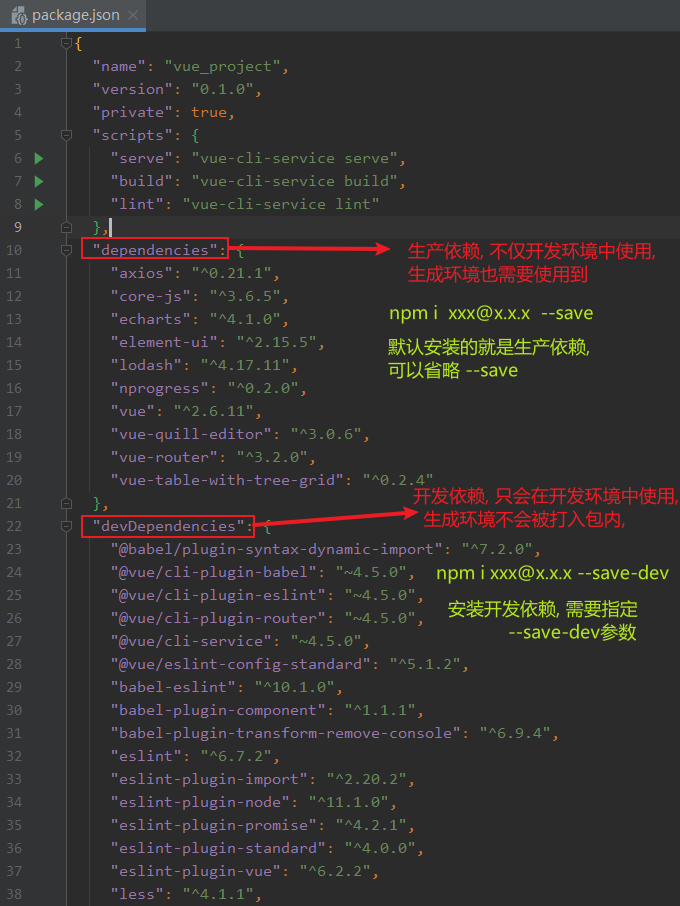 package.json
1 {
2 "name": "vue_project",
3 "version": "0.1.0",
4 "private": true,
5 "scripts": {
6 "serve": "vue-cli-service serve",
7 "build": "vue-cli-service build",
8 "lint": "vue-cli-service lint"
9 },
10 "dependencies": {
生产依赖, 不仅开发环境中使用,
生成环境也需要使用到
11 "axios": "^0.21.1",
12 "core-js": "^3.6.5",
npm i xxx@x.x.x --save
13 "echarts": "^4.1.0",
14 "element-ui": "^2.15.5",
默认安装的就是生产依赖,
可以省略 --save
15 "lodash": "^4.17.11",
16 "nprogress": "^0.2.0",
17 "vue": "^2.6.11",
18 "vue-quill-editor": "^3.0.6",
19 "vue-router": "^3.2.0",
20 "vue-table-with-tree-grid": "^0.2.4"
21 },
开发依赖, 只会在开发环境中使用,
生成环境不会被打入包内,
22 "devDependencies": {
23 "@babel/plugin-syntax-dynamic-import": "^7.2.0",
24 "@vue/cli-plugin-babel": "~4.5.0",
npm i xxx@x.x.x --save-dev
25 "@vue/cli-plugin-eslint": "~4.5.0",
安装开发依赖, 需要指定
--save-dev参数
26 "@vue/cli-plugin-router": "~4.5.0",
27 "@vue/cli-service": "~4.5.0",
28 "@vue/eslint-config-standard": "^5.1.2",
29 "babel-eslint": "^10.1.0",
30 "babel-plugin-component": "^1.1.1",
31 "babel-plugin-transform-remove-console": "^6.9.4",
32 "eslint": "^6.7.2",
33 "eslint-plugin-import": "^2.20.2",
34 "eslint-plugin-node": "^11.1.0",
35 "eslint-plugin-promise": "^4.2.1",
36 "eslint-plugin-standard": "^4.0.0",
37 "eslint-plugin-vue": "^6.2.2",
38 "less": "^4.1.1",